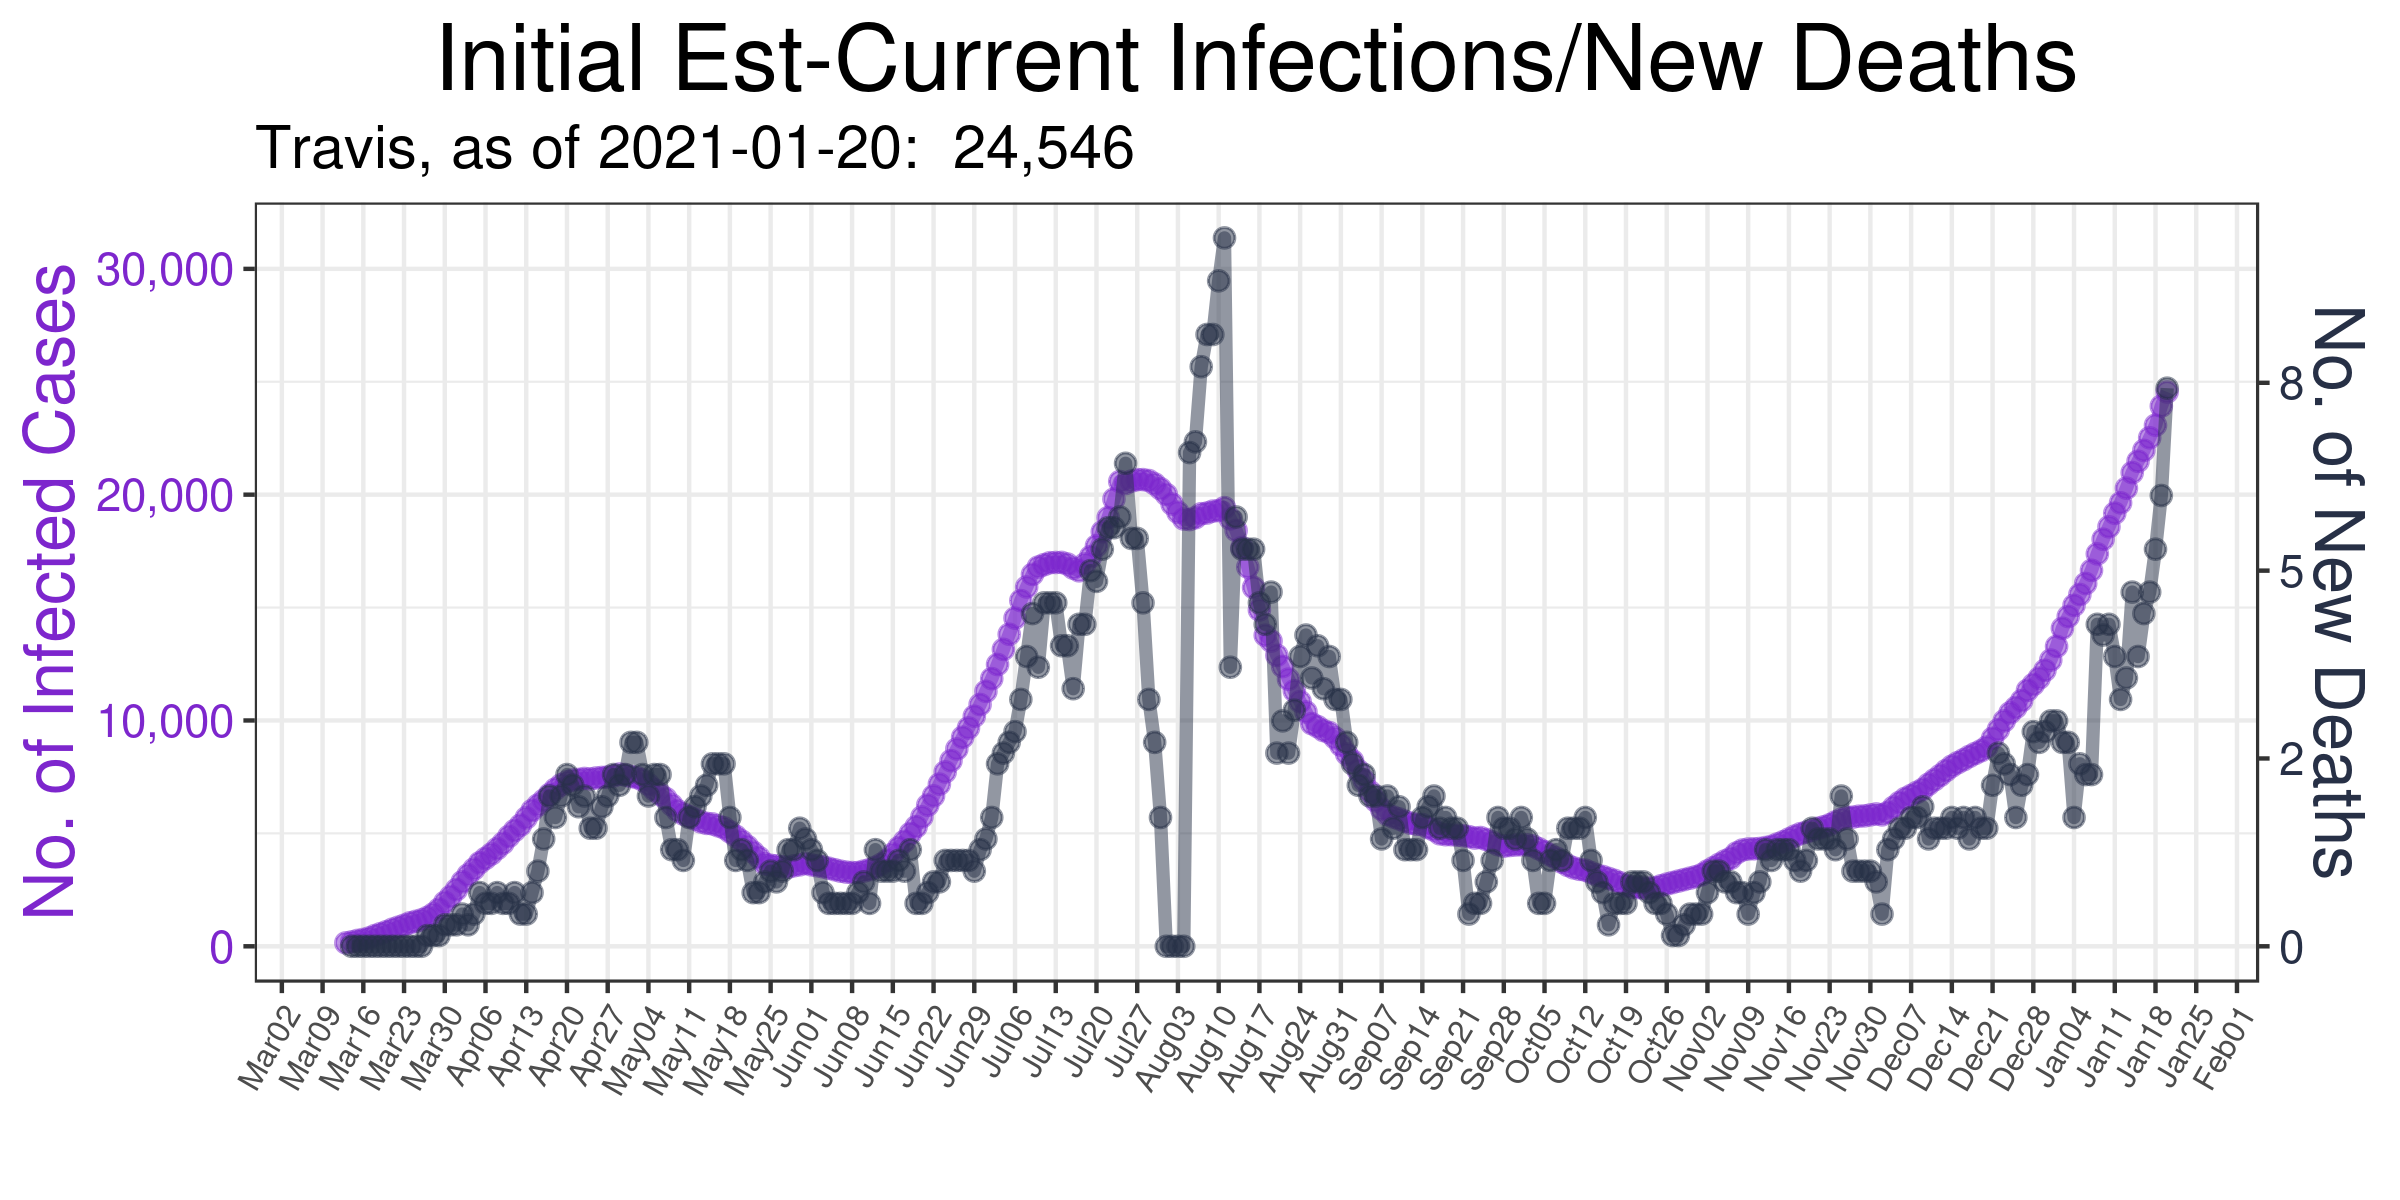 Initial Est-Current Infections/New Deaths
Travis, as of 2021-01-20:  24,546
No. of Infected Cases
30,000
20,000
10,000
0
8
5
2
0
No. of New Deaths
Mar02
Mar09
Mar16
Mar23
Mar30
Apr06
Apr13
Apr20
Apr27
May04
May11
May18
May25
Jun01
Jun08
Jun15
Jun22
Jun29
Jul06
Jul13
Jul20
Jul27
Aug03
Aug10
Aug17
Aug24
Aug31
Sep07
Sep14
Sep21
Sep28
Oct05
Oct12
Oct19
Oct26
Nov02
Nov09
Nov16
Nov23
Nov30
Dec07
Dec14
Dec21
Dec28
Jan04
Jan11
Jan18
Jan25
Feb01